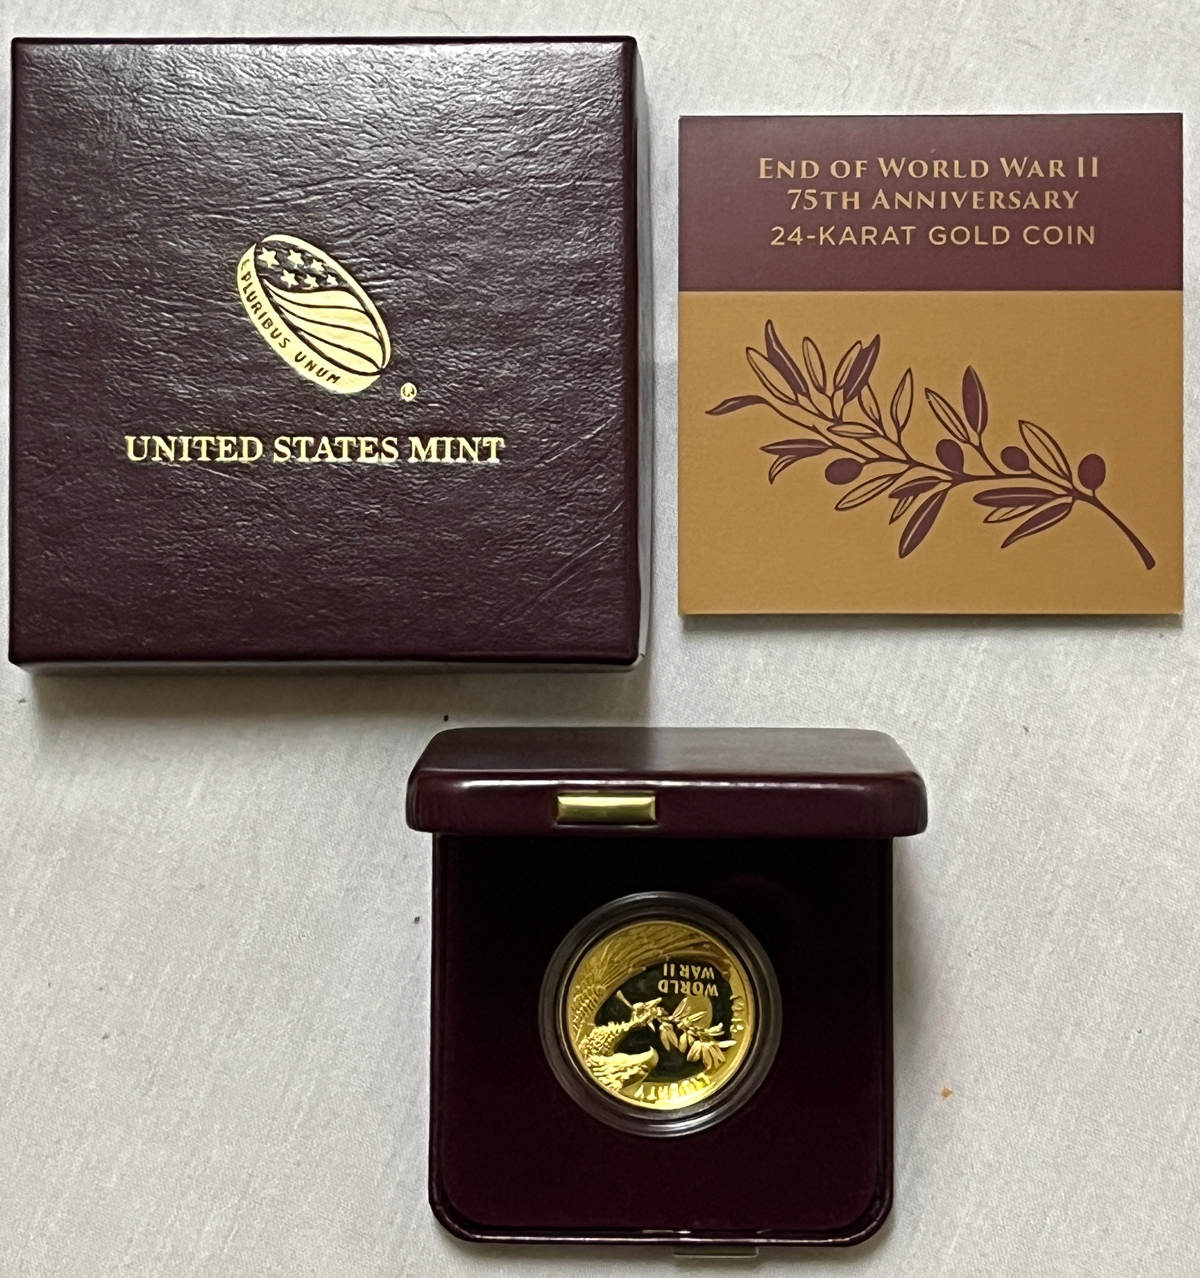 E PLURIBUS UNUM
®
UNITED STATES MINT
END OF WORLD WAR II
75TH ANNIVERSARY
24-KARAT GOLD COIN
WORLD
WAR II
LIBERTY